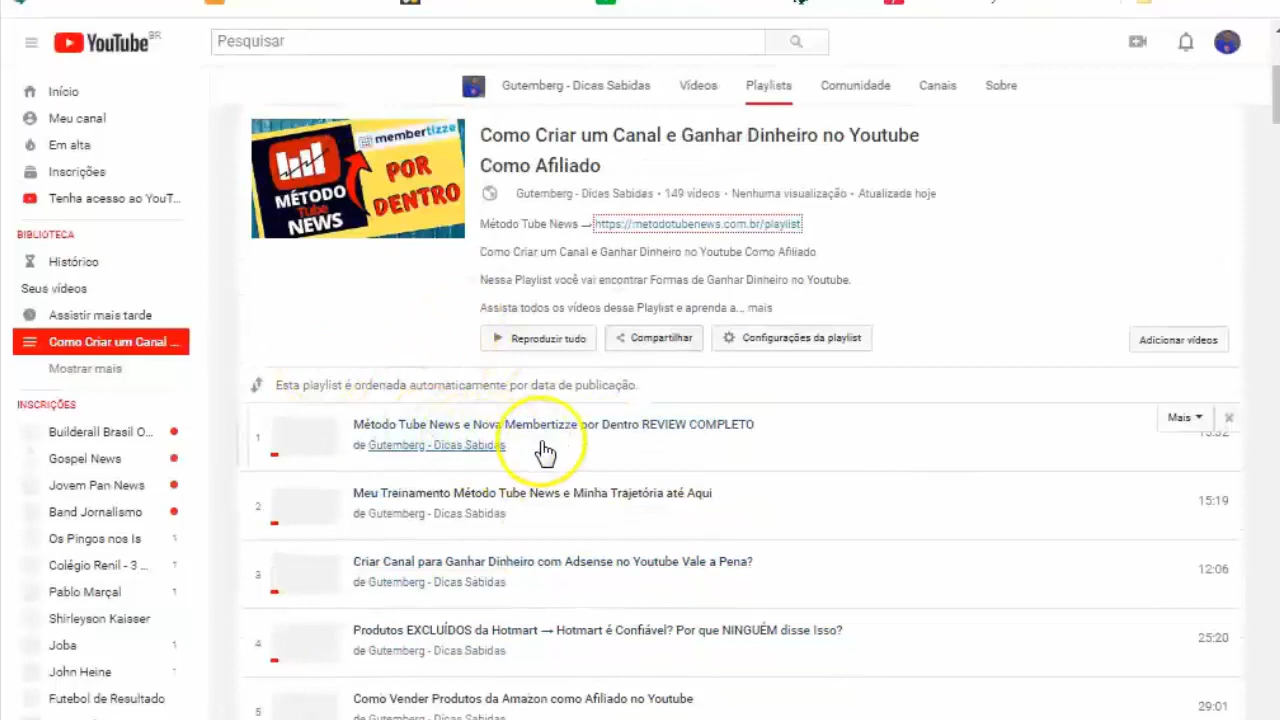 YouTube BR
Pesquisar
Início
Meu canal
Em alta
Inscrições
Tenha acesso ao YouT...
BIBLIOTECA
Histórico
Seus vídeos
Assistir mais tarde
Como Criar um Canal ...
Mostrar mais
INSCRIÇÕES
Builderall Brasil O...
Gospel News
Jovem Pan News
Band Jornalismo
Os Pingos nos Is 1
Colégio Renil - 3 ... 1
Pablo Marçal 1
Shirleyson Kaisser
Joba 1
John Heine 1
Futebol de Resultado
Gutemberg - Dicas Sabidas
Vídeos
Playlists
Comunidade
Canais
Sobre
membertizze
MÉTODO
Tube
NEWS
POR
DENTRO
Como Criar um Canal e Ganhar Dinheiro no Youtube
Como Afiliado
Gutemberg - Dicas Sabidas • 149 vídeos • Nenhuma visualização • Atualizada hoje
Método Tube News → https://metodotubenews.com.br/playlist
Como Criar um Canal e Ganhar Dinheiro no Youtube Como Afiliado
Nessa Playlist você vai encontrar Formas de Ganhar Dinheiro no Youtube.
Assista todos os vídeos dessa Playlist e aprenda a... mais
Reproduzir tudo
Compartilhar
Configurações da playlist
Adicionar vídeos
Esta playlist é ordenada automaticamente por data de publicação.
1
Método Tube News e Nova Membertizze por Dentro REVIEW COMPLETO
de Gutemberg - Dicas Sabidas
Mais
2
Meu Treinamento Método Tube News e Minha Trajetória até Aqui
de Gutemberg - Dicas Sabidas
15:19
3
Criar Canal para Ganhar Dinheiro com Adsense no Youtube Vale a Pena?
de Gutemberg - Dicas Sabidas
12:06
4
Produtos EXCLUÍDOS da Hotmart → Hotmart é Confiável? Por que NINGUÉM disse Isso?
de Gutemberg - Dicas Sabidas
25:20
5
Como Vender Produtos da Amazon como Afiliado no Youtube
de Gutemberg - Dicas Sabidas
29:01